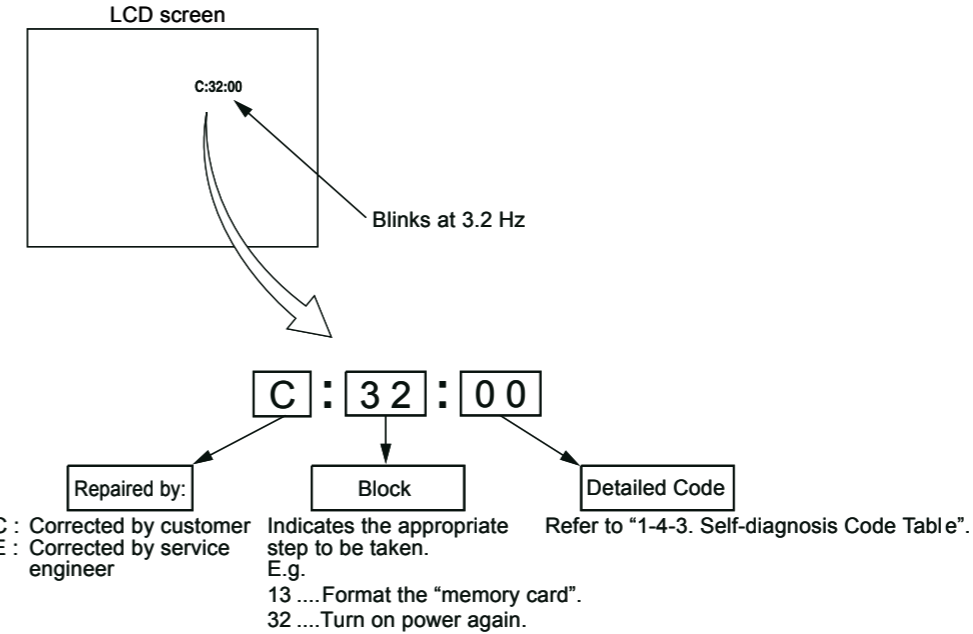 LCD screen
C:32:00
Blinks at 3.2 Hz
C : 32 : 00
Repaired by:
C : Corrected by customer
E : Corrected by service
engineer
Block
Indicates the appropriate
step to be taken.
E.g.
13 ....Format the “memory card”.
32 ....Turn on power again.
Detailed Code
Refer to “1-4-3. Self-diagnosis Code Table”.